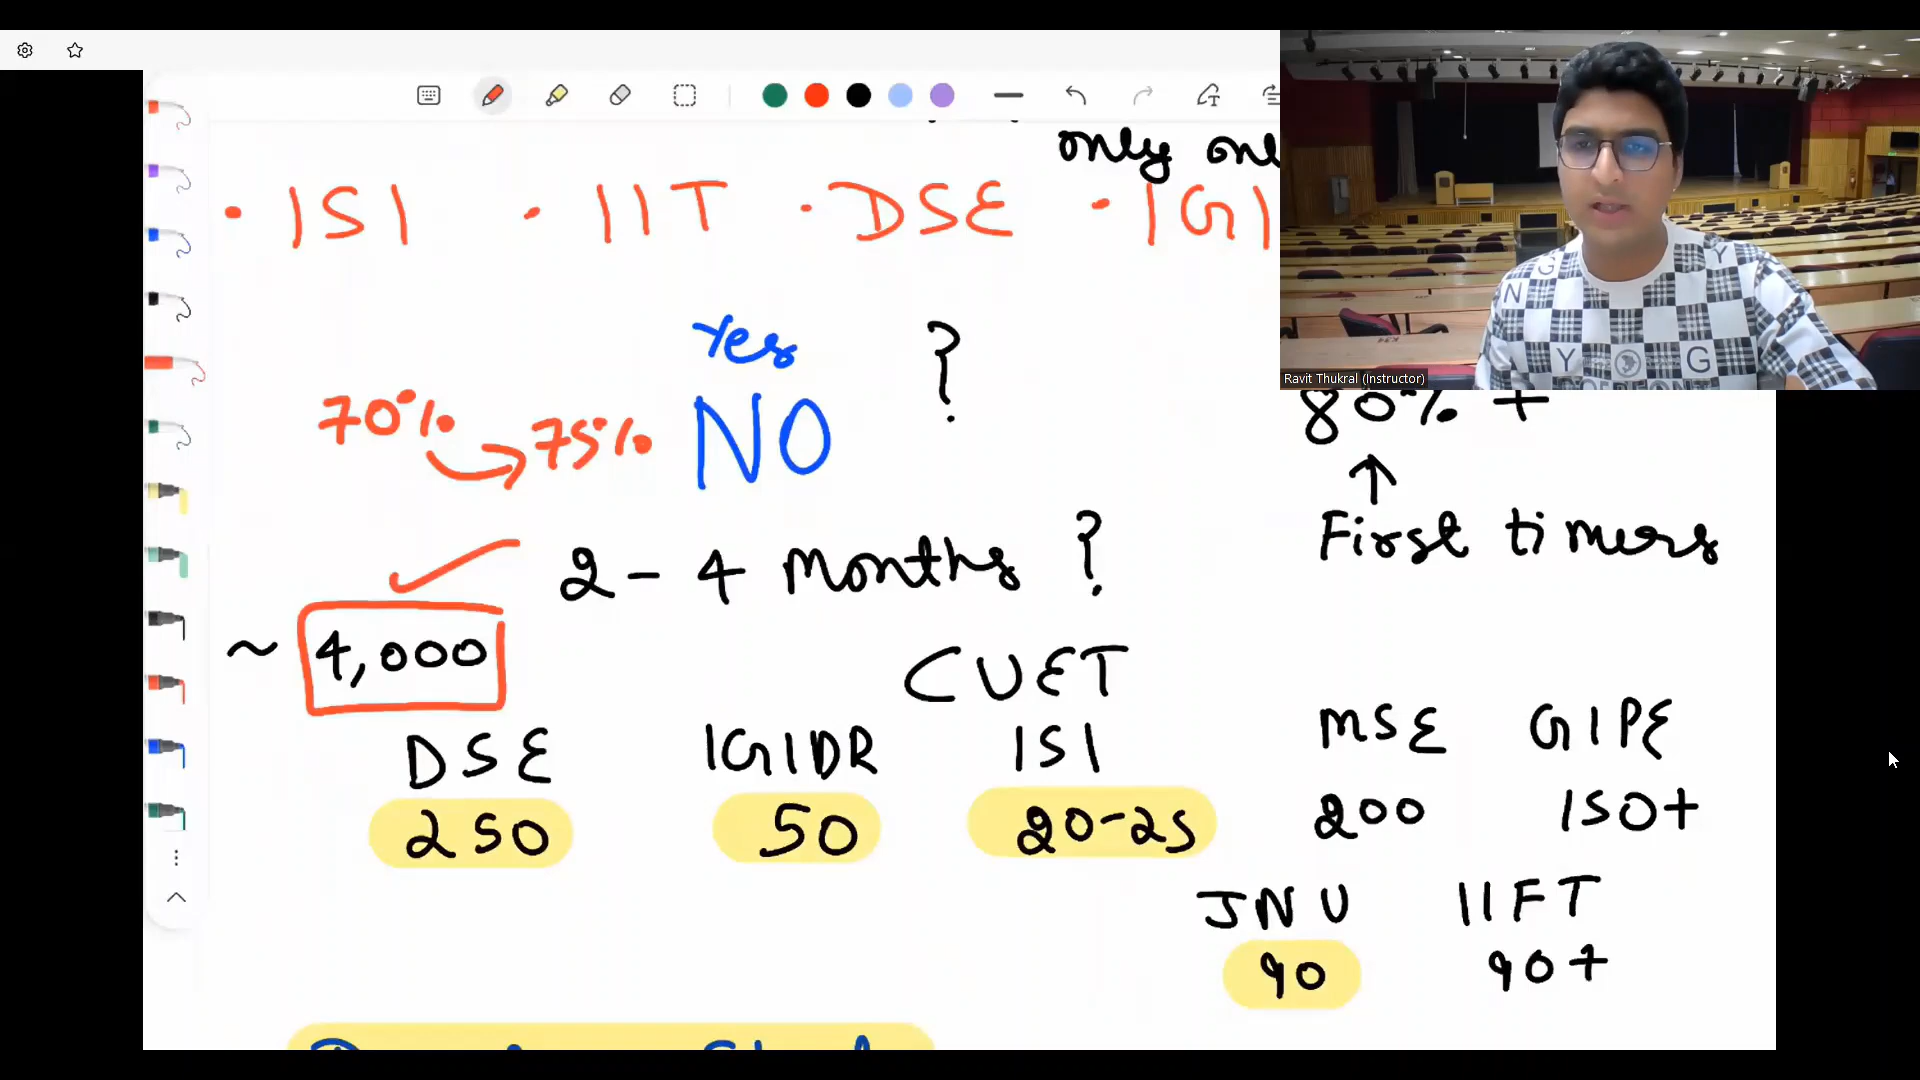 only on
· ISI · IIT · DSE · IGI
Yes ?
70% 75% NO
80% +
First timers
2 - 4 months ?
~ 4,000
CUET
DSE IGIDR ISI MSE GIPE
250 50 20-25 200 150+
JNU IIFT
90 90+
Ravit Thukral (Instructor)
N G Y
Y G